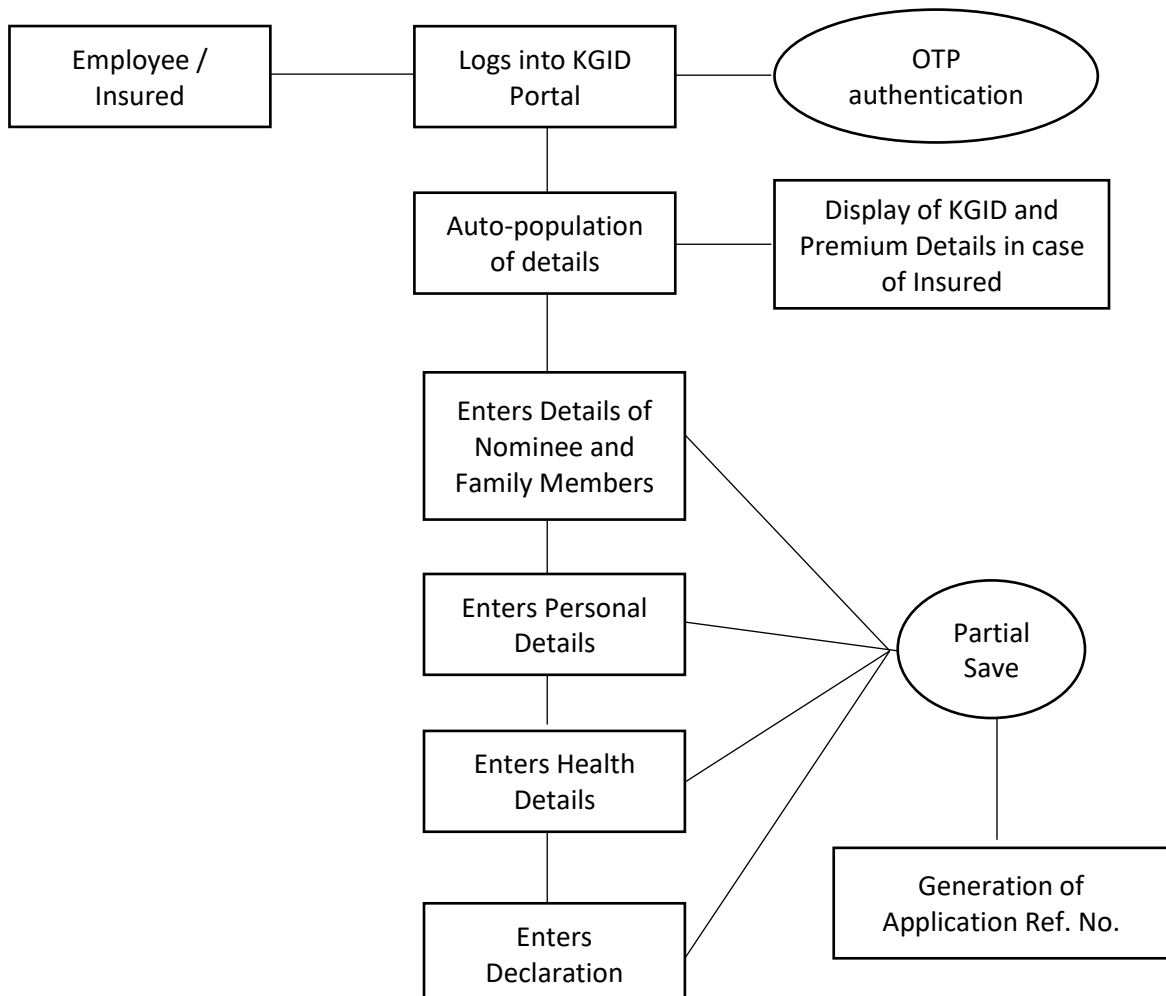 Employee /
Insured
Logs into KGID
Portal
OTP
authentication
Auto-population
of details
Display of KGID and
Premium Details in case
of Insured
Enters Details of
Nominee and
Family Members
Enters Personal
Details
Partial
Save
Enters Health
Details
Generation of
Application Ref. No.
Enters
Declaration